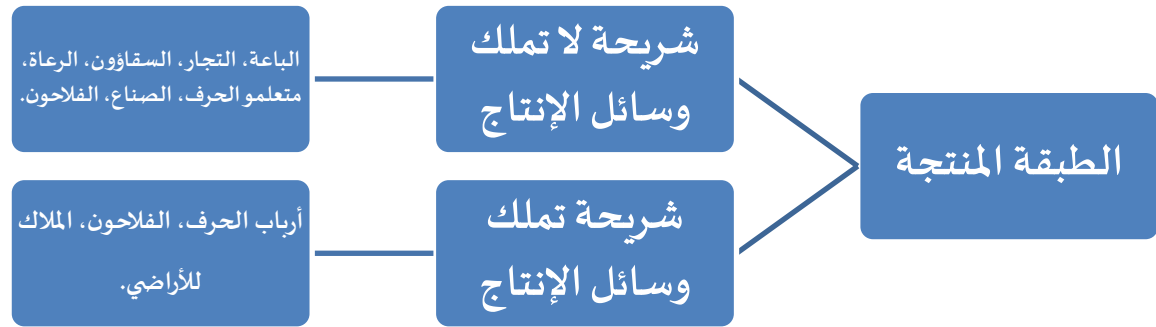 الطبقة المنتجة
شريحة لا تملك
وسائل الإنتاج
الباعة، التجار، السقاؤون، الرعاة،
متعلمو الحرف، الصناع، الفلاحون.
شريحة تملك
وسائل الإنتاج
أرباب الحرف، الفلاحون، الملاك
للأراضي.